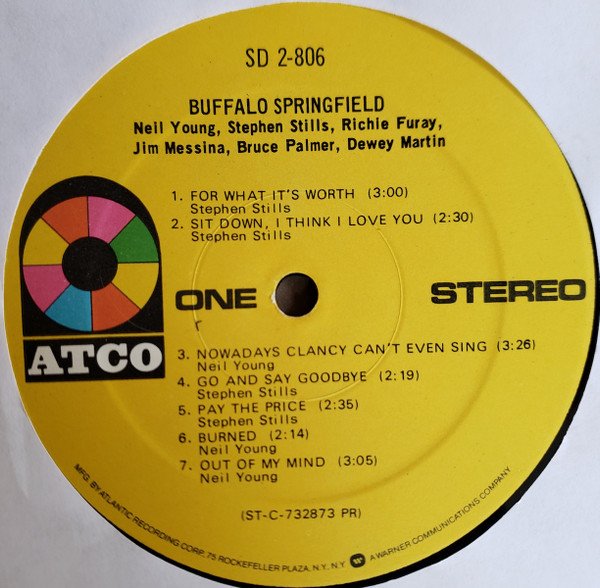 SD 2-806
BUFFALO SPRINGFIELD
Neil Young, Stephen Stills, Richie Furay,
Jim Messina, Bruce Palmer, Dewey Martin
1. FOR WHAT IT'S WORTH (3:00)
Stephen Stills
2. SIT DOWN, I THINK I LOVE YOU (2:30)
Stephen Stills
ONE
STEREO
ATCO
3. NOWADAYS CLANCY CAN'T EVEN SING (3:26)
Neil Young
4. GO AND SAY GOODBYE (2:19)
Stephen Stills
5. PAY THE PRICE (2:35)
Stephen Stills
6. BURNED (2:14)
Neil Young
7. OUT OF MY MIND (3:05)
Neil Young
(ST-C-732873 PR)
MFG. BY ATLANTIC RECORDING CORP. 75 ROCKEFELLER PLAZA, N.Y., N.Y. A WARNER COMMUNICATIONS COMPANY